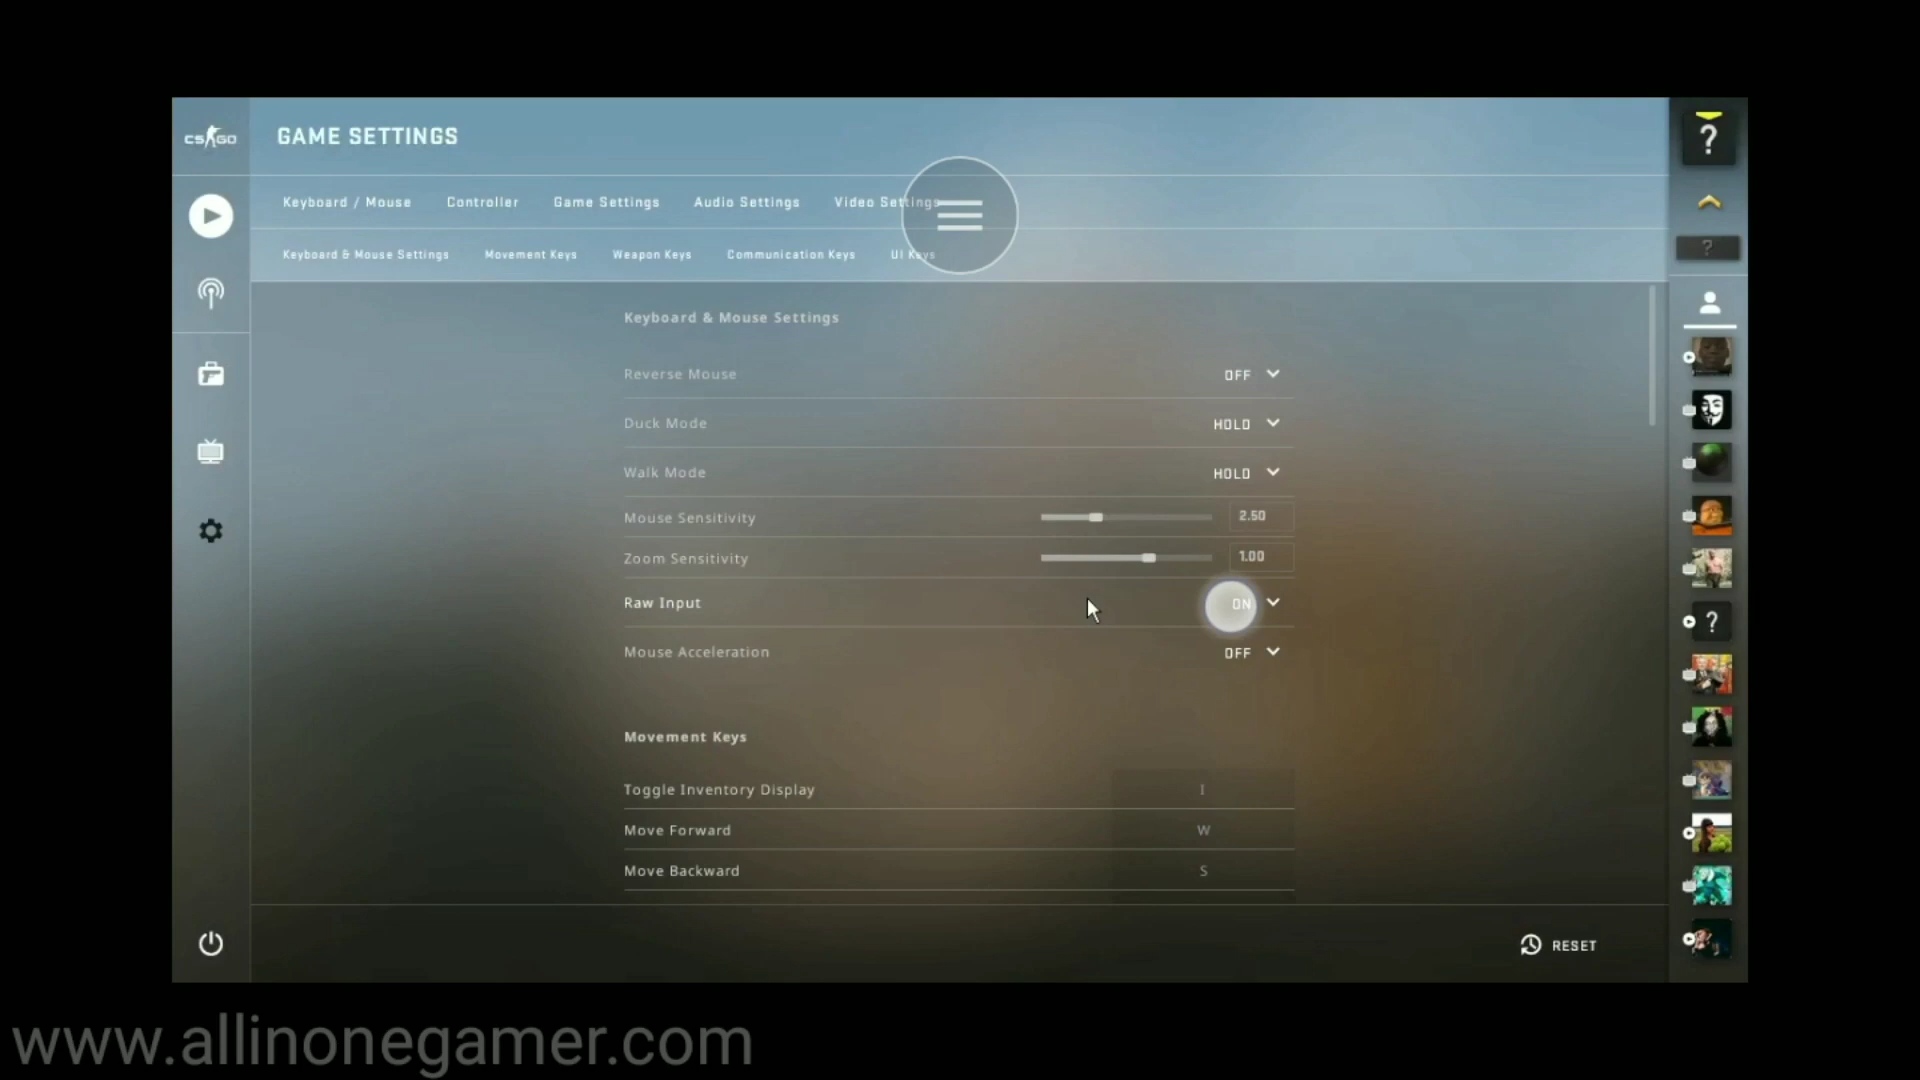 CS GO
GAME SETTINGS
?
Keyboard / Mouse Controller Game Settings Audio Settings Video Settings
Keyboard & Mouse Settings Movement Keys Weapon Keys Communication Keys UI Keys
?
Keyboard & Mouse Settings
Reverse Mouse OFF
Duck Mode HOLD
Walk Mode HOLD
Mouse Sensitivity 2.50
Zoom Sensitivity 1.00
Raw Input ON
?
Mouse Acceleration OFF
Movement Keys
Toggle Inventory Display I
Move Forward W
Move Backward S
RESET
www.allinonegamer.com